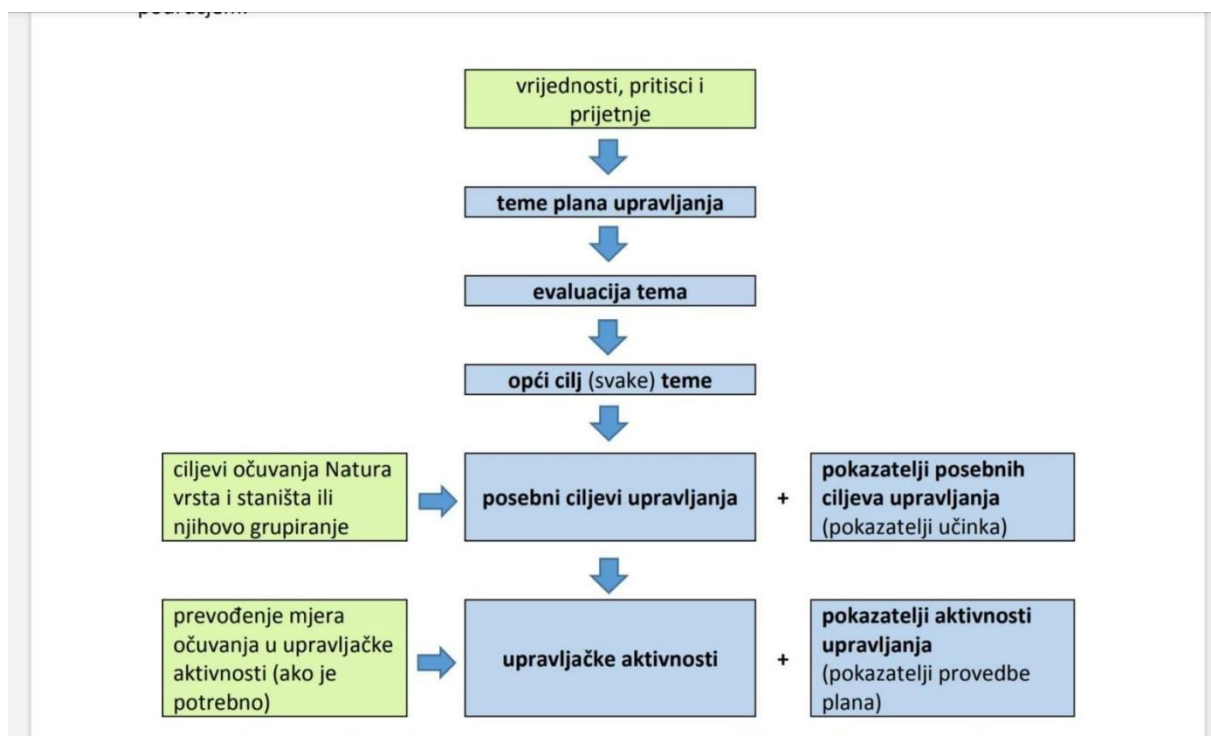 vrijednosti, pritisci i
prijetnje
teme plana upravljanja
evaluacija tema
opći cilj (svake) teme
ciljevi očuvanja Natura
vrsta i staništa ili
njihovo grupiranje
posebni ciljevi upravljanja
+
pokazatelji posebnih
ciljeva upravljanja
(pokazatelji učinka)
prevođenje mjera
očuvanja u upravljačke
aktivnosti (ako je
potrebno)
upravljačke aktivnosti
+
pokazatelji aktivnosti
upravljanja
(pokazatelji provedbe
plana)